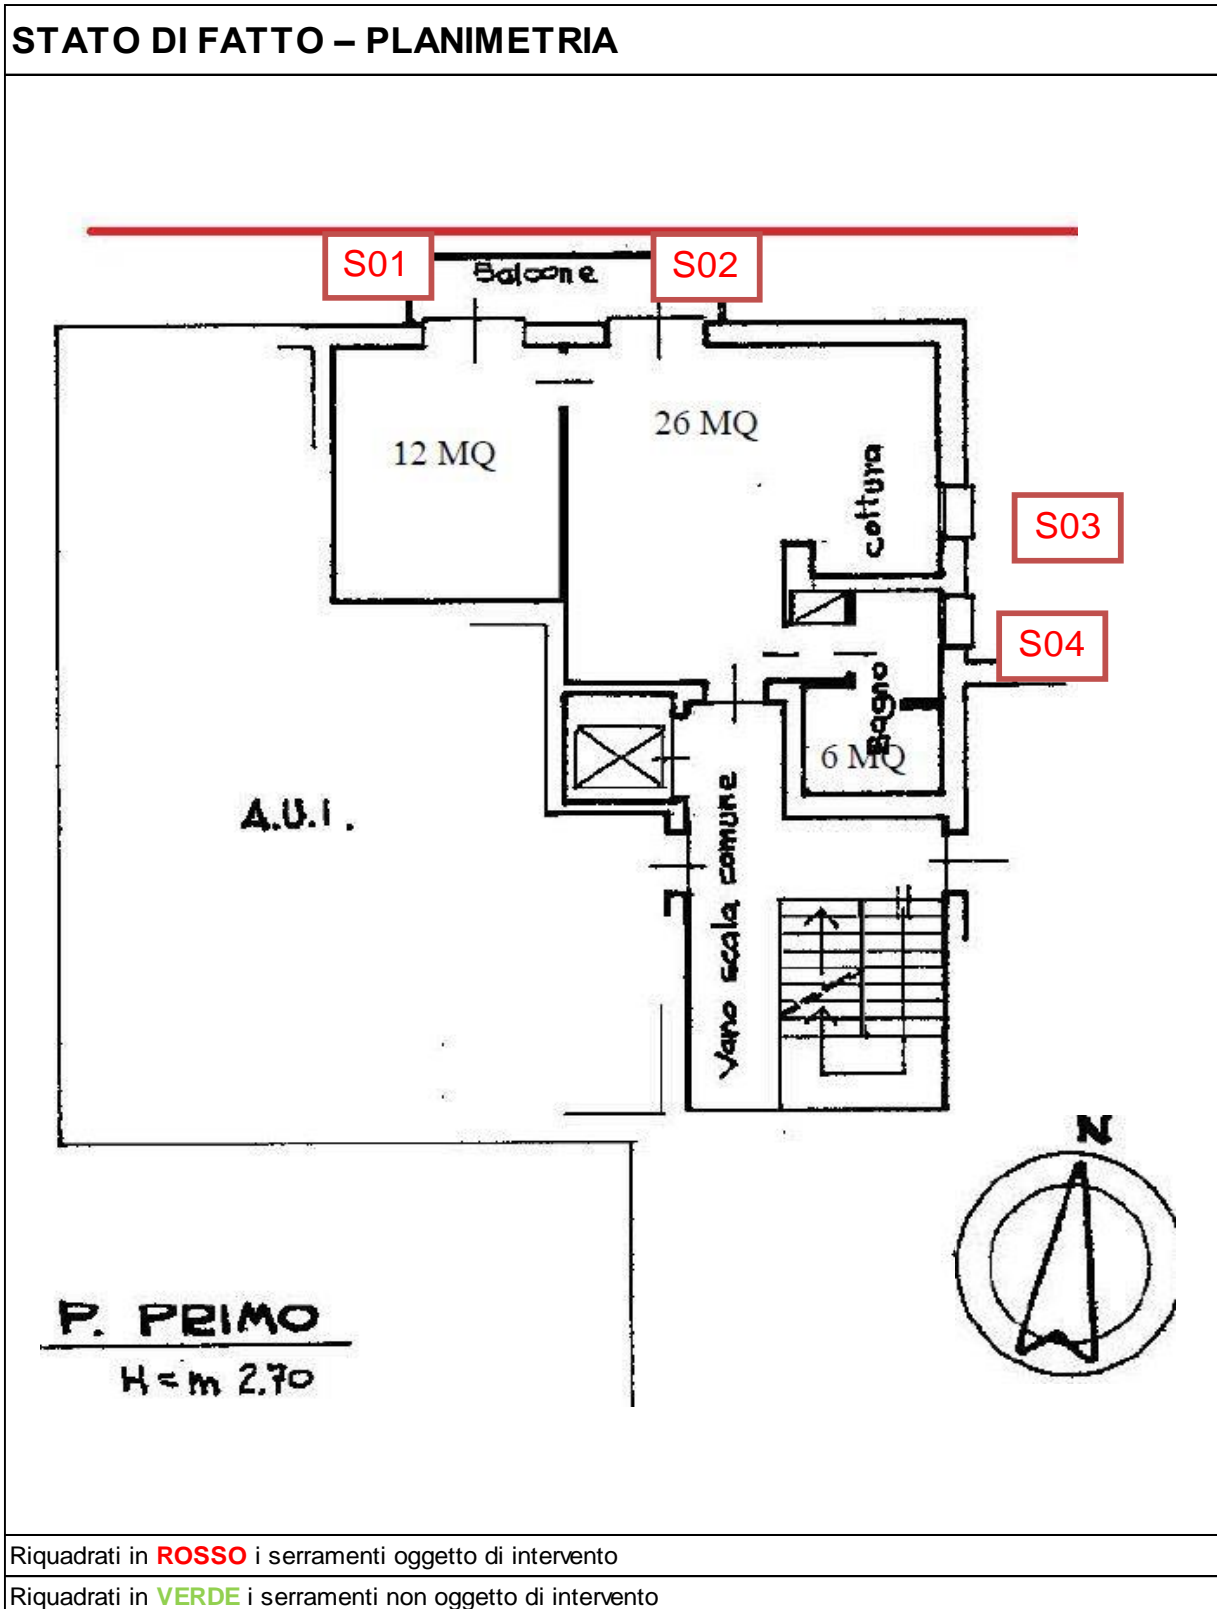 STATO DI FATTO – PLANIMETRIA
S01
S02
Balcone
12 MQ
26 MQ
cottura
S03
S04
Bagno
6 MQ
A.U.I.
Vano scala comune
N
P. PRIMO
H = m 2.70
Riquadrati in ROSSO i serramenti oggetto di intervento
Riquadrati in VERDE i serramenti non oggetto di intervento